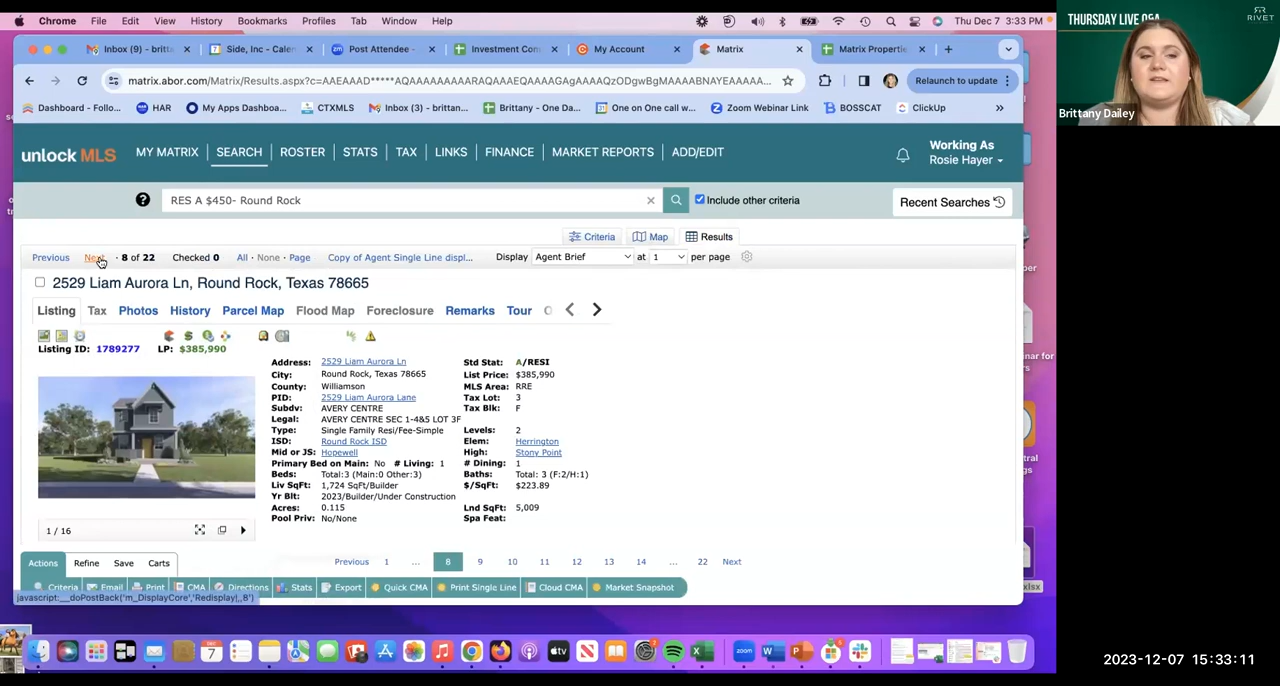 Chrome File Edit View History Bookmarks Profiles Tab Window Help Thu Dec 7 3:33 PM
Inbox (9) - britta Side, Inc - Calen Post Attendee - Investment Com My Account Matrix Matrix Propertie
matrix.abor.com/Matrix/Results.aspx?c=AAEAAAD*****AQAAAAAAAAARAQAAAEQAAAAGAgAAAAQzODgwBgMAAAABNAYEAAAAA... Relaunch to update
Dashboard - Follo... HAR My Apps Dashboa... CTXMLS Inbox (3) - brittan... Brittany - One Da... One on One call w... Zoom Webinar Link BOSSCAT ClickUp »
unlock MLS MY MATRIX SEARCH ROSTER STATS TAX LINKS FINANCE MARKET REPORTS ADD/EDIT
Working As
Rosie Hayer
? RES A $450- Round Rock Include other criteria Recent Searches
Criteria Map Results
Previous Next · 8 of 22 Checked 0 All · None · Page Copy of Agent Single Line displ... Display Agent Brief at 1 per page
2529 Liam Aurora Ln, Round Rock, Texas 78665
Listing Tax Photos History Parcel Map Flood Map Foreclosure Remarks Tour
Listing ID: 1789277 LP: $385,990
Address: 2529 Liam Aurora Ln Std Stat: A/RESI
City: Round Rock, Texas 78665 List Price: $385,990
County: Williamson MLS Area: RRE
PID: 2529 Liam Aurora Lane Tax Lot: 3
Subdv: AVERY CENTRE Tax Blk: F
Legal: AVERY CENTRE SEC 1-4&5 LOT 3F
Type: Single Family Resi/Fee-Simple Levels: 2
ISD: Round Rock ISD Elem: Herrington
Mid or JS: Hopewell High: Stony Point
Primary Bed on Main: No # Living: 1 # Dining: 1
Beds: Total:3 (Main:0 Other:3) Baths: Total: 3 (F:2/H:1)
Liv SqFt: 1,724 SqFt/Builder $/SqFt: $223.89
Yr Blt: 2023/Builder/Under Construction
Acres: 0.115 Lnd SqFt: 5,009
Pool Priv: No/None Spa Feat:
1 / 16
Previous 1 ... 8 9 10 11 12 13 14 ... 22 Next
Actions Refine Save Carts
Criteria Email Print CMA Directions Stats Export Quick CMA Print Single Line Cloud CMA Market Snapshot
javascript:__doPostBack('m_DisplayCore','Redisplay|,,8')
THURSDAY LIVE Q&A
RIVET
Brittany Dailey
2023-12-07 15:33:11